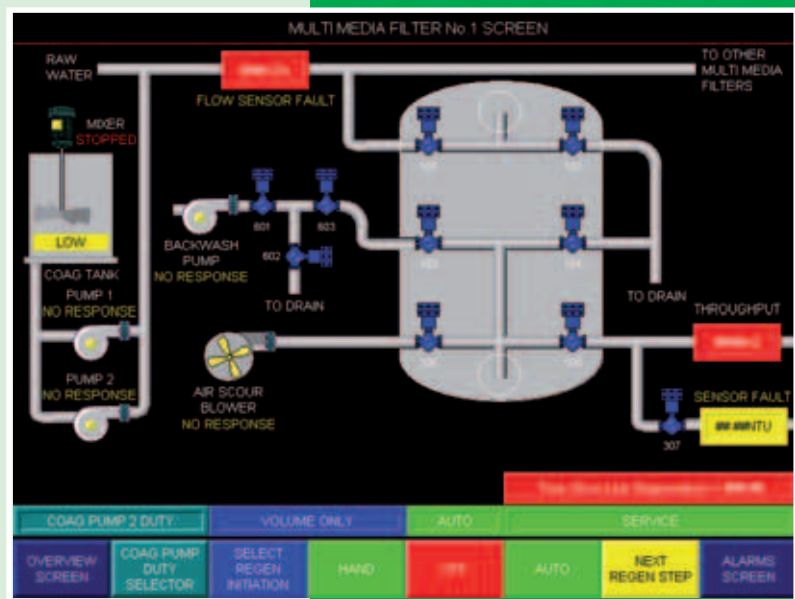 MULTI MEDIA FILTER No 1 SCREEN
RAW
WATER
TO OTHER
MULTI MEDIA
FILTERS
FLOW SENSOR FAULT
MIXER
STOPPED
LOW
COAG TANK
601
603
602
BACKWASH
PUMP
NO RESPONSE
TO DRAIN
PUMP 1
NO RESPONSE
PUMP 2
NO RESPONSE
AIR SCOUR
BLOWER
NO RESPONSE
TO DRAIN
THROUGHPUT
SENSOR FAULT
##.##NTU
307
COAG PUMP 2 DUTY
VOLUME ONLY
AUTO
SERVICE
OVERVIEW
SCREEN
COAG PUMP
DUTY
SELECTOR
SELECT
REGEN
INITIATION
HAND
AUTO
NEXT
REGEN STEP
ALARMS
SCREEN